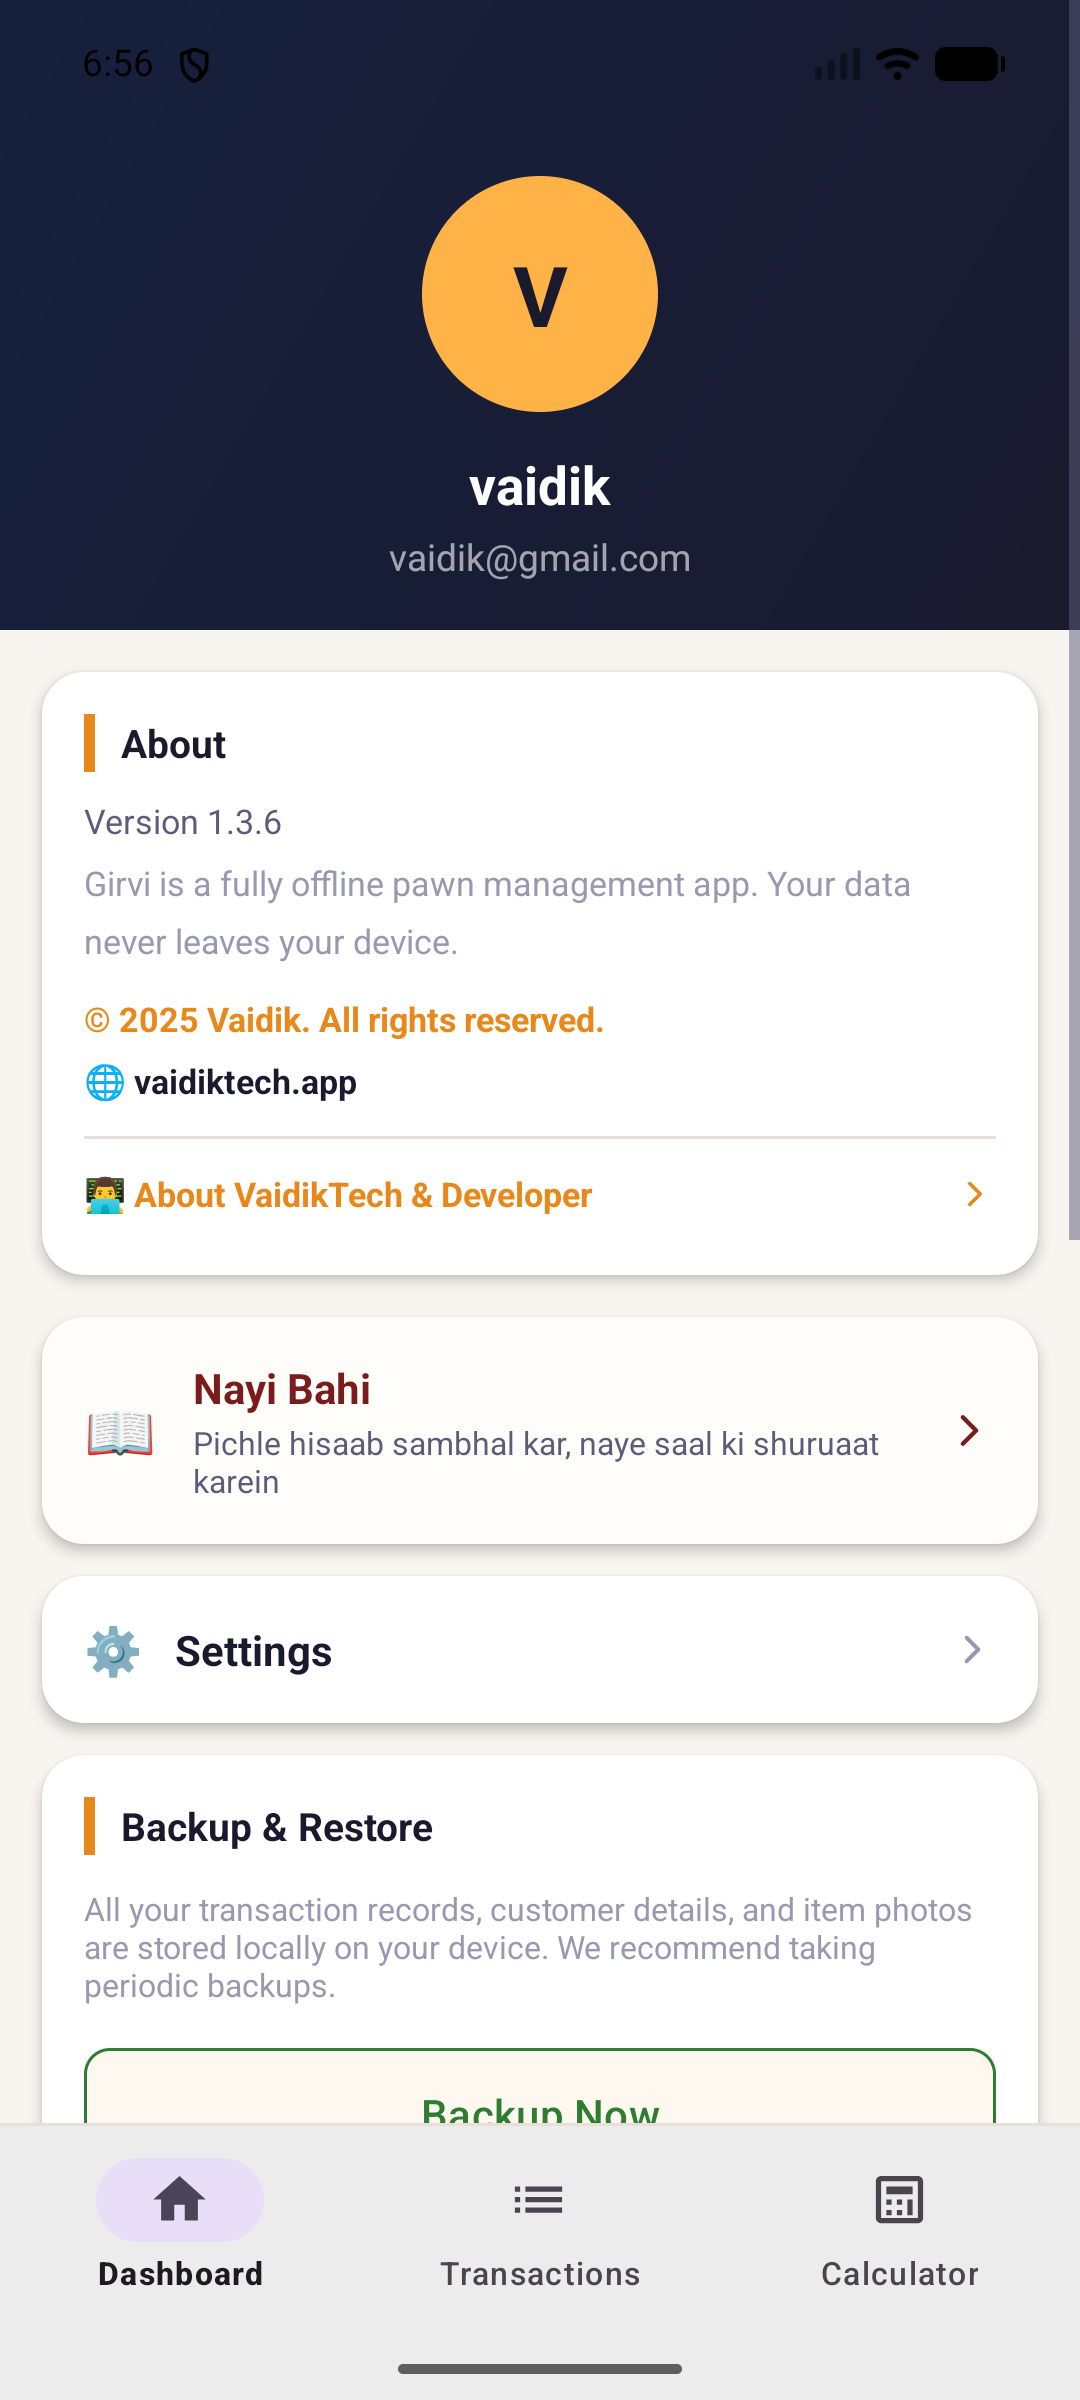 6:56
V
vaidik
vaidik@gmail.com
About
Version 1.3.6
Girvi is a fully offline pawn management app. Your data
never leaves your device.
© 2025 Vaidik. All rights reserved.
🌐 vaidiktech.app
👨‍💻 About VaidikTech & Developer
Nayi Bahi
Pichle hisaab sambhal kar, naye saal ki shuruaat
karein
Settings
Backup & Restore
All your transaction records, customer details, and item photos
are stored locally on your device. We recommend taking
periodic backups.
Backup Now
Dashboard
Transactions
Calculator